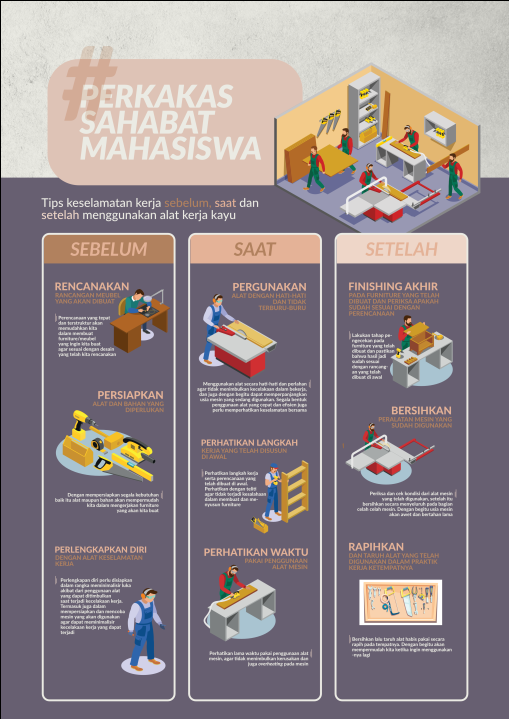 #
PERKAKAS
SAHABAT
MAHASISWA
Tips keselamatan kerja sebelum, saat dan
setelah menggunakan alat kerja kayu
SEBELUM
RENCANAKAN
RANCANGAN MEUBEL
YANG AKAN DIBUAT
Perencanaan yang tepat
dan terstruktur akan
memudahkan kita
dalam membuat
furniture/meubel
yang ingin kita buat
agar sesuai dengan desain
yang telah kita rencanakan
PERSIAPKAN
ALAT DAN BAHAN YANG
DIPERLUKAN
Dengan mempersiapkan segala kebutuhan
baik itu alat maupun bahan akan mempermudah
kita dalam mengerjakan furniture
yang akan kita buat
PERLENGKAPAN DIRI
DENGAN ALAT KESELAMATAN
KERJA
Perlengkapan diri perlu disiapkan
dalam rangka meminimalisir luka
akibat dari penggunaan alat
yang dapat ditimbulkan
saat terjadi kecelakaan kerja.
Termasuk juga dalam
mempersiapkan dan mencoba
mesin yang akan digunakan
agar dapat meminimalisir
kecelakaan kerja yang dapat
terjadi
SAAT
PERGUNAKAN
ALAT DENGAN HATI-HATI
DAN TIDAK
TERBURU-BURU
Menggunakan alat secara hati-hati dan perlahan
agar tidak menimbulkan kecelakaan dalam bekerja,
dan juga dengan begitu dapat memperpanjangkan
usia mesin yang sedang digunakan. Segala bentuk
penggunaan alat yang cepat dan efisien juga
perlu memperhatikan keselamatan bersama
PERHATIKAN LANGKAH
KERJA YANG TELAH DISUSUN
DI AWAL
Perhatikan langkah kerja
serta perencanaan yang
telah dibuat di awal.
Perhatikan dengan teliti
agar tidak terjadi kesalahan
dalam membuat dan me-
nyusun furniture
PERHATIKAN WAKTU
PAKAI PENGGUNAAN
ALAT MESIN
Perhatikan lama waktu pakai penggunaan alat
mesin, agar tidak menimbulkan kerusakan dan
juga overheating pada mesin
SETELAH
FINISHING AKHIR
PADA FURNITURE YANG TELAH
DIBUAT DAN PERIKSA APAKAH
SUDAH SESUAI DENGAN
PERENCANAAN
Lakukan tahap pe-
ngecekan pada
furniture yang telah
dibuat dan pastikan
bahwa hasil jadi
sudah sesuai
dengan rancang-
an yang telah
dibuat di awal
BERSIHKAN
PERALATAN MESIN YANG
SUDAH DIGUNAKAN
Periksa dan cek kondisi dari alat mesin
yang telah digunakan, setelah itu
bersihkan secara menyeluruh pada bagian
celah celah mesin. Dengan begitu usia mesin
akan awet dan bertahan lama
RAPIHKAN
DAN TARUH ALAT YANG TELAH
DIGUNAKAN DALAM PRAKTIK
KERJA KETEMPATNYA
Bersihkan lalu taruh alat habis pakai secara
rapih pada tempatnya. Dengan begitu akan
mempermudah kita ketika ingin menggunakan
-nya lagi